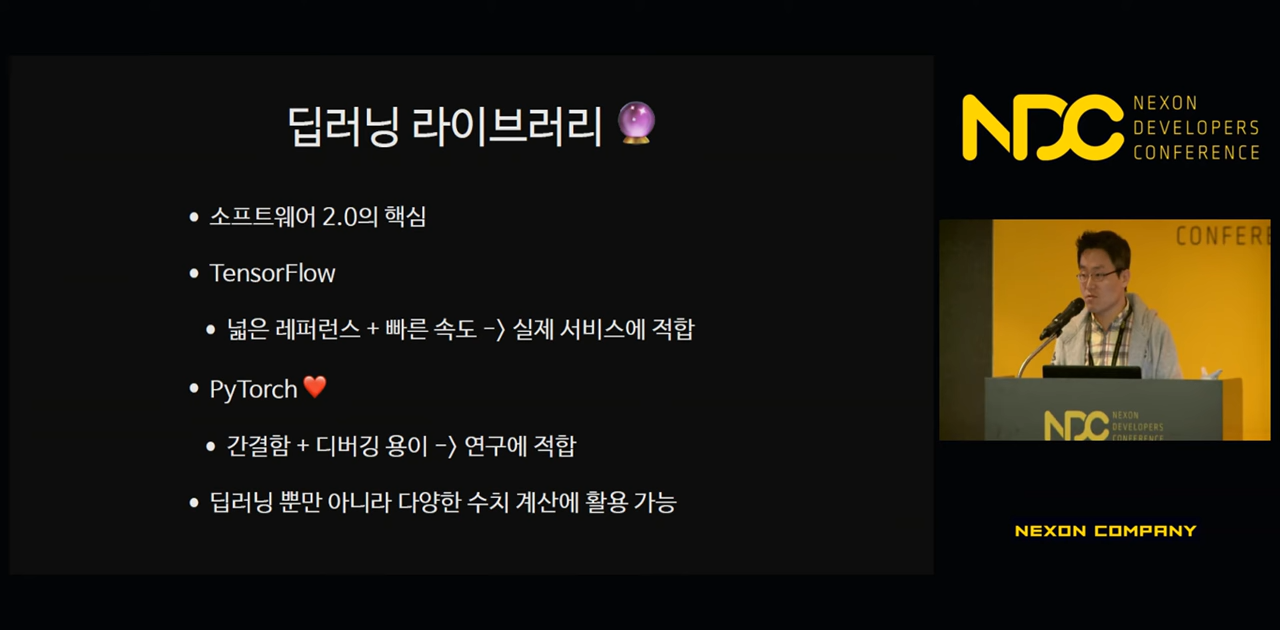 딥러닝 라이브러리 🔮
• 소프트웨어 2.0의 핵심
• TensorFlow
• 넓은 레퍼런스 + 빠른 속도 -> 실제 서비스에 적합
• PyTorch ❤️
• 간결함 + 디버깅 용이 -> 연구에 적합
• 딥러닝 뿐만 아니라 다양한 수치 계산에 활용 가능
NDC
NEXON
DEVELOPERS
CONFERENCE
CONFERE
NDC
NEXON
DEVELOPERS
CONFERENCE
NEXON COMPANY